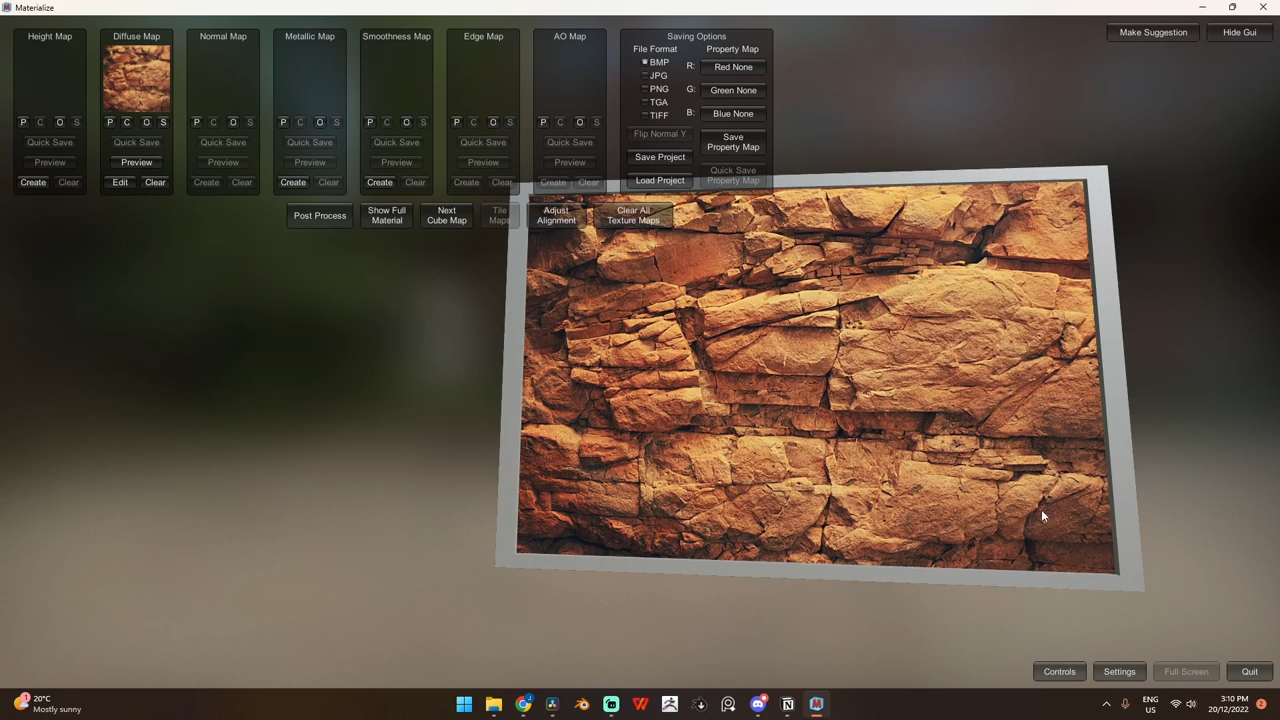 Materialize
Height Map
Diffuse Map
Normal Map
Metallic Map
Smoothness Map
Edge Map
AO Map
Saving Options
Make Suggestion
Hide Gui
File Format
Property Map
BMP
JPG
PNG
TGA
TIFF
R:
Red None
G:
Green None
B:
Blue None
P C O S
P C O S
P C O S
P C O S
P C O S
P C O S
P C O S
Flip Normal Y
Save
Property Map
Quick Save
Quick Save
Quick Save
Quick Save
Quick Save
Quick Save
Quick Save
Save Project
Preview
Preview
Preview
Preview
Preview
Preview
Preview
Quick Save
Property Map
Create Clear
Edit Clear
Create Clear
Create Clear
Create Clear
Create Clear
Create Clear
Load Project
Post Process
Show Full
Material
Next
Cube Map
Tile
Maps
Adjust
Alignment
Clear All
Texture Maps
Controls
Settings
Full Screen
Quit
1
20°C
Mostly sunny
ENG
US
3:10 PM
20/12/2022
2